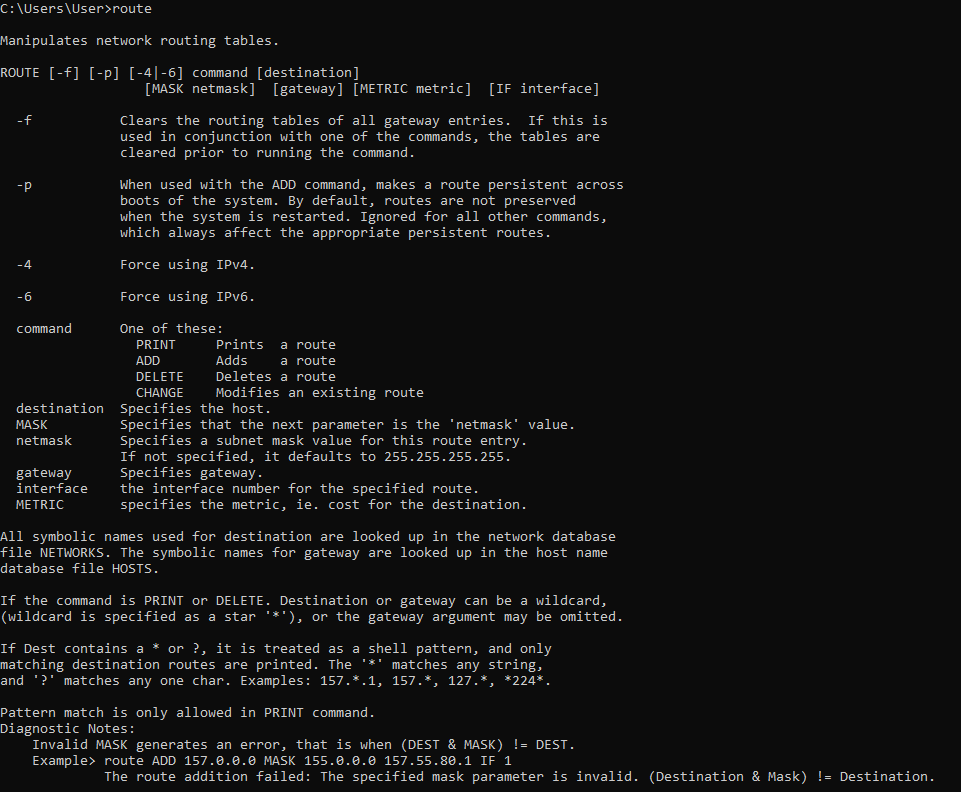 C:\Users\User>route
Manipulates network routing tables.
ROUTE [-f] [-p] [-4|-6] command [destination]
                  [MASK netmask]  [gateway] [METRIC metric]  [IF interface]
  -f           Clears the routing tables of all gateway entries.  If this is
               used in conjunction with one of the commands, the tables are
               cleared prior to running the command.
  -p           When used with the ADD command, makes a route persistent across
               boots of the system. By default, routes are not preserved
               when the system is restarted. Ignored for all other commands,
               which always affect the appropriate persistent routes.
  -4           Force using IPv4.
  -6           Force using IPv6.
  command      One of these:
                 PRINT     Prints  a route
                 ADD       Adds    a route
                 DELETE    Deletes a route
                 CHANGE    Modifies an existing route
  destination  Specifies the host.
  MASK         Specifies that the next parameter is the 'netmask' value.
  netmask      Specifies a subnet mask value for this route entry.
               If not specified, it defaults to 255.255.255.255.
  gateway      Specifies gateway.
  interface    the interface number for the specified route.
  METRIC       specifies the metric, ie. cost for the destination.
All symbolic names used for destination are looked up in the network database
file NETWORKS. The symbolic names for gateway are looked up in the host name
database file HOSTS.
If the command is PRINT or DELETE. Destination or gateway can be a wildcard,
(wildcard is specified as a star '*'), or the gateway argument may be omitted.
If Dest contains a * or ?, it is treated as a shell pattern, and only
matching destination routes are printed. The '*' matches any string,
and '?' matches any one char. Examples: 157.*.1, 157.*, 127.*, *224*.
Pattern match is only allowed in PRINT command.
Diagnostic Notes:
    Invalid MASK generates an error, that is when (DEST & MASK) != DEST.
    Example> route ADD 157.0.0.0 MASK 155.0.0.0 157.55.80.1 IF 1
             The route addition failed: The specified mask parameter is invalid. (Destination & Mask) != Destination.